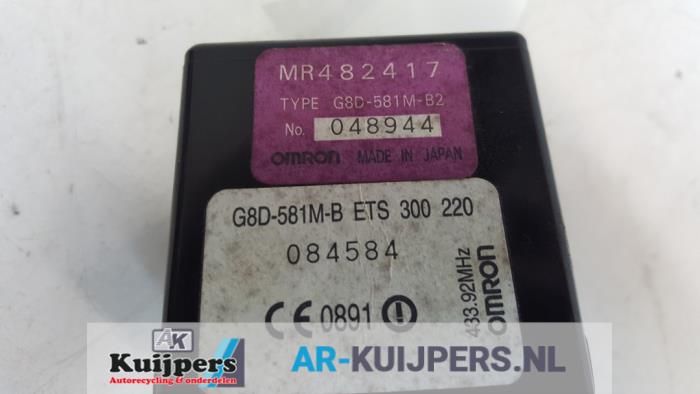 MR482417
TYPE G8D-581M-B2
No. 048944
OMRON MADE IN JAPAN
G8D-581M-B ETS 300 220
084584
CE 0891
433.92MHz
OMRON
AK
Kuijpers
Autorecycling & onderdelen
AR-KUIJPERS.NL